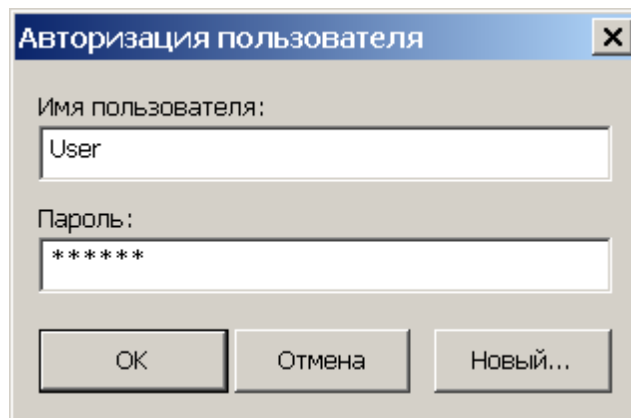 Авторизация пользователя
Имя пользователя:
User
Пароль:
******
OK
Отмена
Новый...